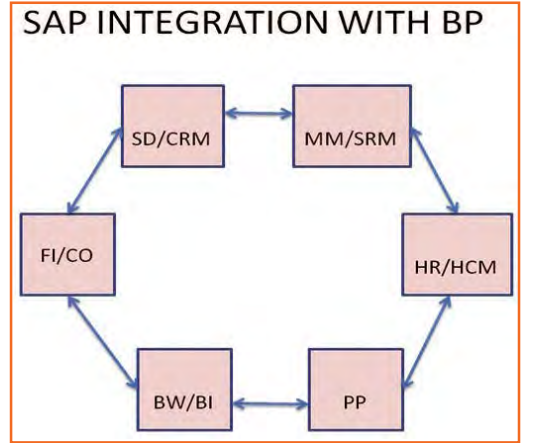 SAP INTEGRATION WITH BP
SD/CRM
MM/SRM
FI/CO
HR/HCM
BW/BI
PP